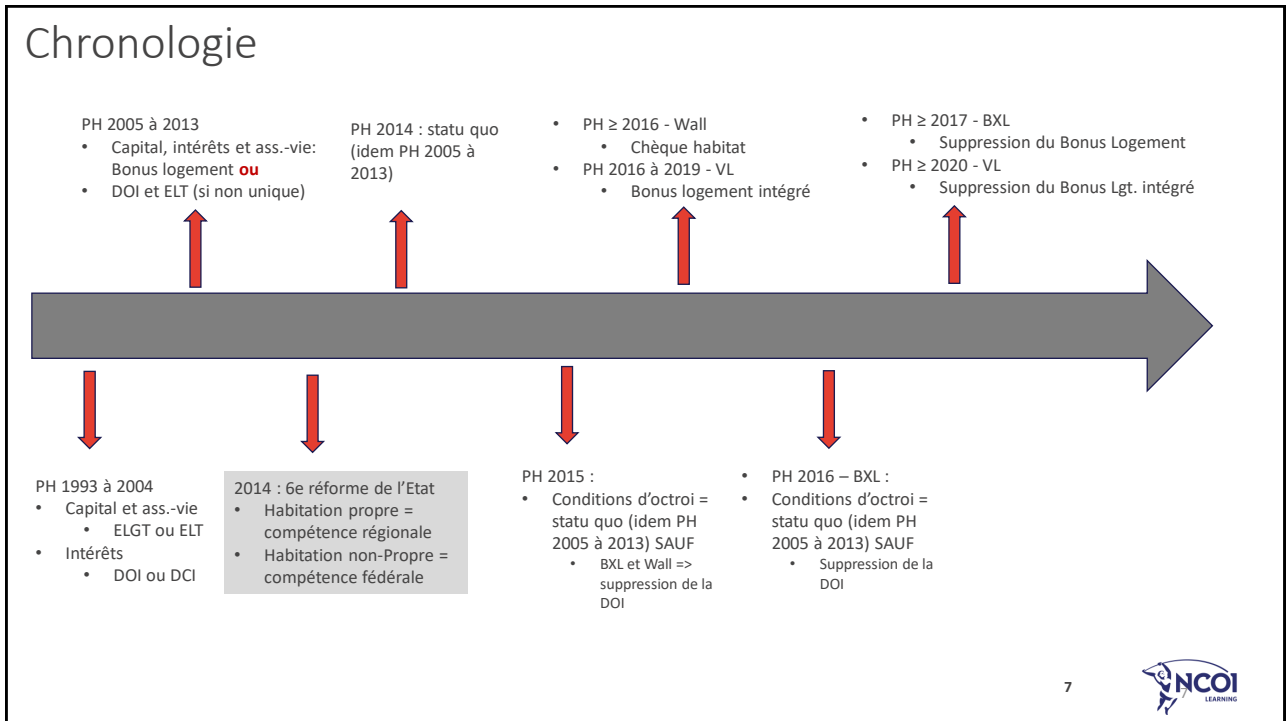 Chronologie
PH 2005 à 2013
• Capital, intérêts et ass.-vie:
Bonus logement ou
• DOI et ELT (si non unique)
PH 2014 : statu quo
(idem PH 2005 à
2013)
• PH ≥ 2016 - Wall
• Chèque habitat
• PH 2016 à 2019 - VL
• Bonus logement intégré
• PH ≥ 2017 - BXL
• Suppression du Bonus Logement
• PH ≥ 2020 - VL
• Suppression du Bonus Lgt. intégré
PH 1993 à 2004
• Capital et ass.-vie
• ELGT ou ELT
• Intérêts
• DOI ou DCI
2014 : 6e réforme de l'Etat
• Habitation propre =
compétence régionale
• Habitation non-Propre =
compétence fédérale
PH 2015 :
• Conditions d'octroi =
statu quo (idem PH
2005 à 2013) SAUF
• BXL et Wall =>
suppression de la
DOI
• PH 2016 – BXL :
• Conditions d'octroi =
statu quo (idem PH
2005 à 2013) SAUF
• Suppression de la
DOI
7
7
NCOI
LEARNING